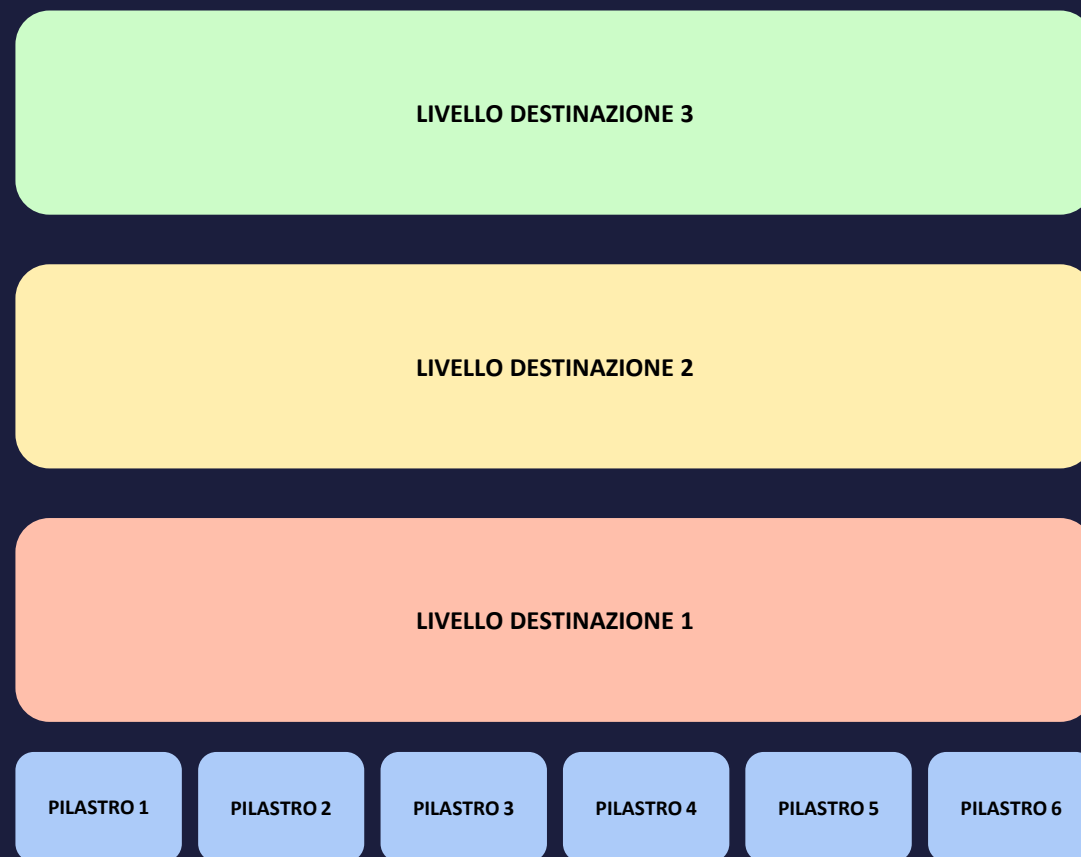 LIVELLO DESTINAZIONE 3
LIVELLO DESTINAZIONE 2
LIVELLO DESTINAZIONE 1
PILASTRO 1
PILASTRO 2
PILASTRO 3
PILASTRO 4
PILASTRO 5
PILASTRO 6